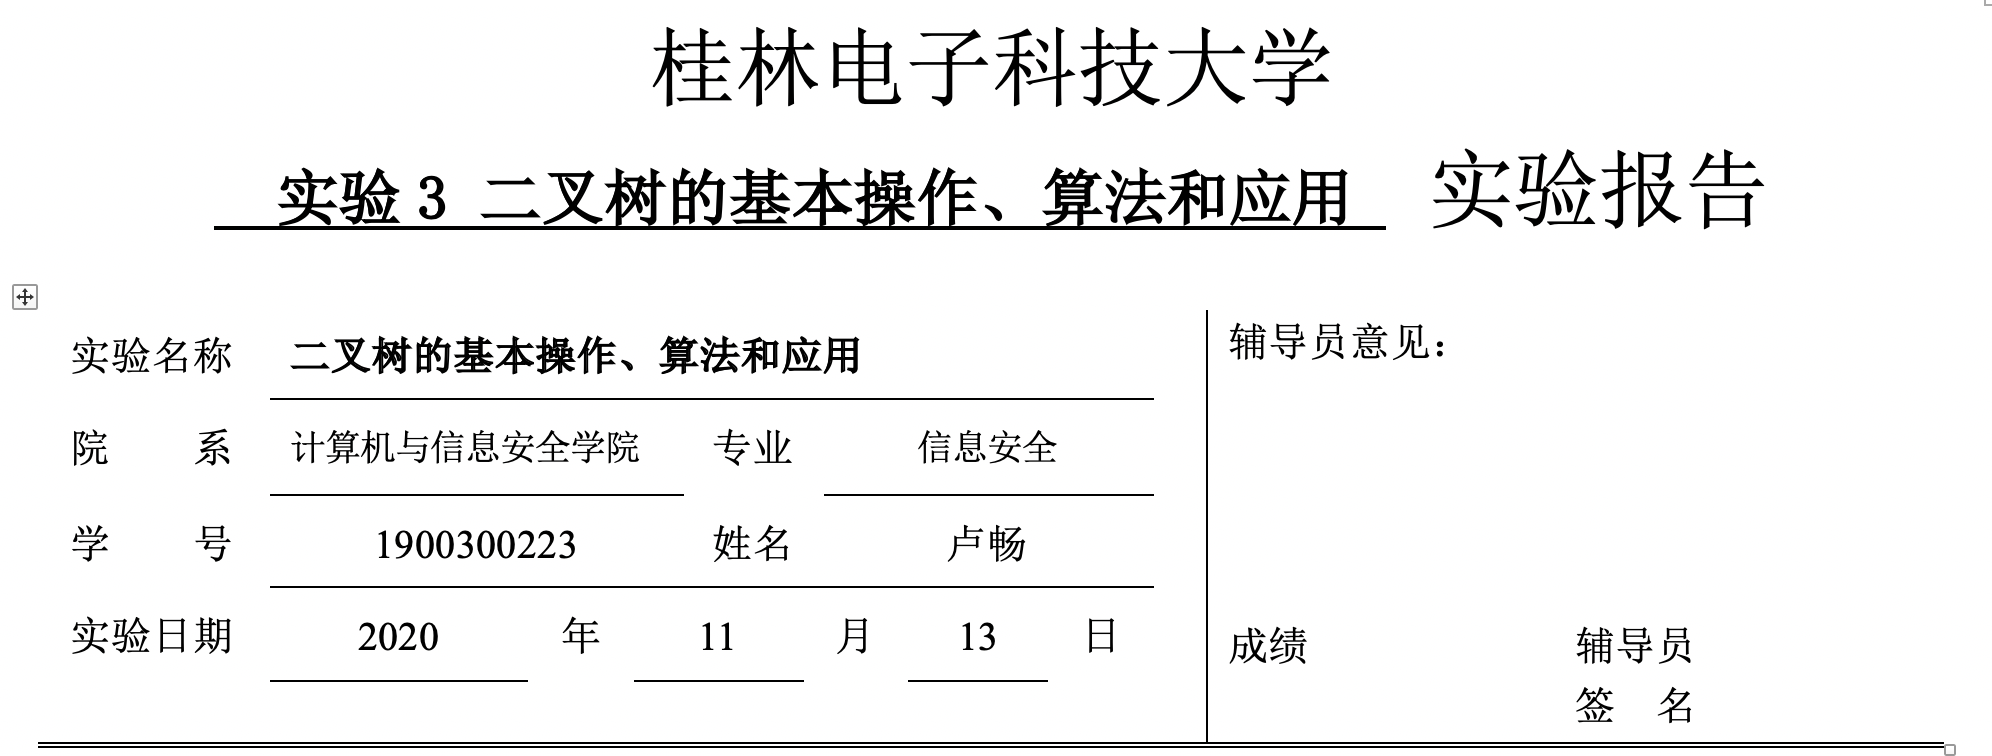 桂林电子科技大学
实验 3 二叉树的基本操作、算法和应用 实验报告
实验名称 二叉树的基本操作、算法和应用
院 系 计算机与信息安全学院 专业 信息安全
学 号 1900300223 姓名 卢畅
实验日期 2020 年 11 月 13 日
辅导员意见：
成绩 辅导员
签 名